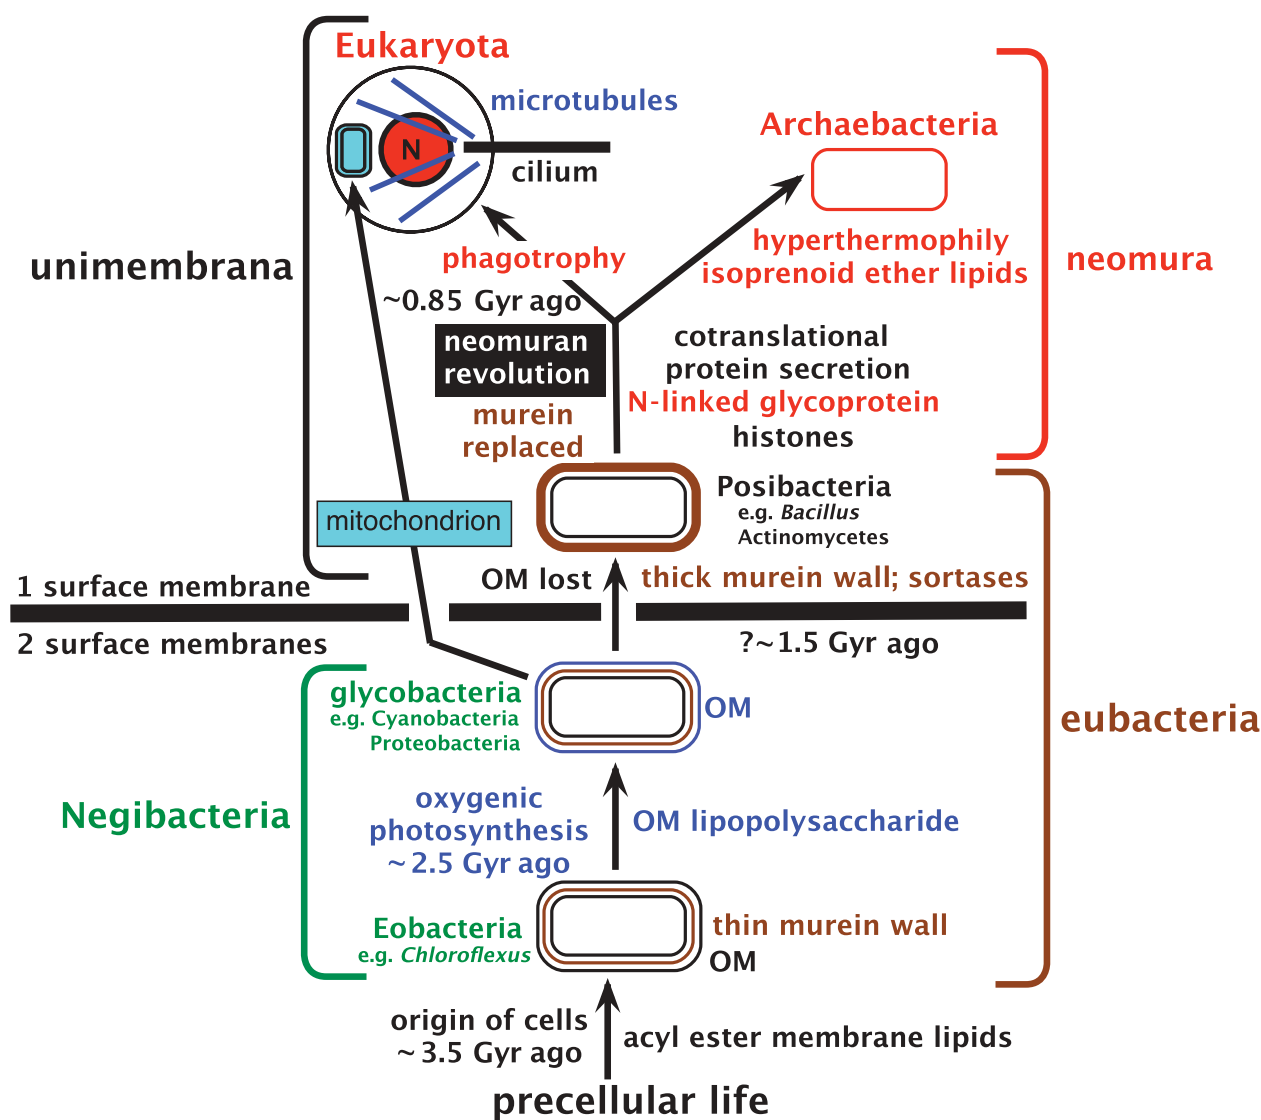 Eukaryota
microtubules
N
cilium
Archaebacteria
hyperthermophily
isoprenoid ether lipids
unimembrana
neomura
phagotrophy
~0.85 Gyr ago
neomuran
revolution
murein
replaced
cotranslational
protein secretion
N-linked glycoprotein
histones
Posibacteria
e.g. Bacillus
Actinomycetes
mitochondrion
OM lost
thick murein wall; sortases
1 surface membrane
2 surface membranes
?~1.5 Gyr ago
glycobacteria
e.g. Cyanobacteria
Proteobacteria
OM
eubacteria
Negibacteria
oxygenic
photosynthesis
~2.5 Gyr ago
OM lipopolysaccharide
Eobacteria
e.g. Chloroflexus
thin murein wall
OM
origin of cells
~3.5 Gyr ago
acyl ester membrane lipids
precellular life